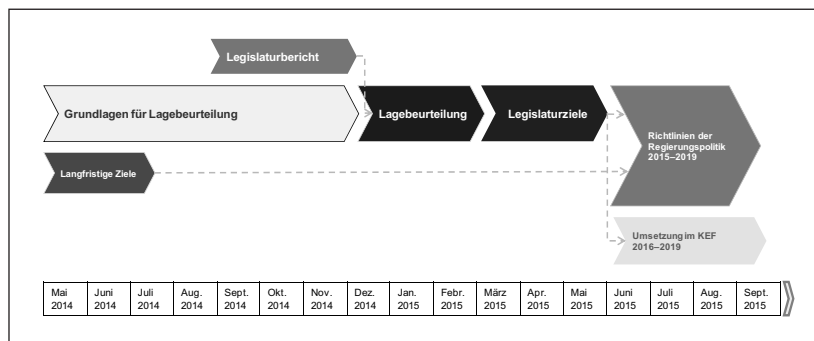 Legislaturbericht
Grundlagen für Lagebeurteilung
Lagebeurteilung
Legislaturziele
Richtlinien der
Regierungspolitik
2015–2019
Langfristige Ziele
Umsetzung im KEF
2016–2019
Mai Juni Juli Aug. Sept. Okt. Nov. Dez. Jan. Febr. März Apr. Mai Juni Juli Aug. Sept.
2014 2014 2014 2014 2014 2014 2014 2014 2015 2015 2015 2015 2015 2015 2015 2015 2015